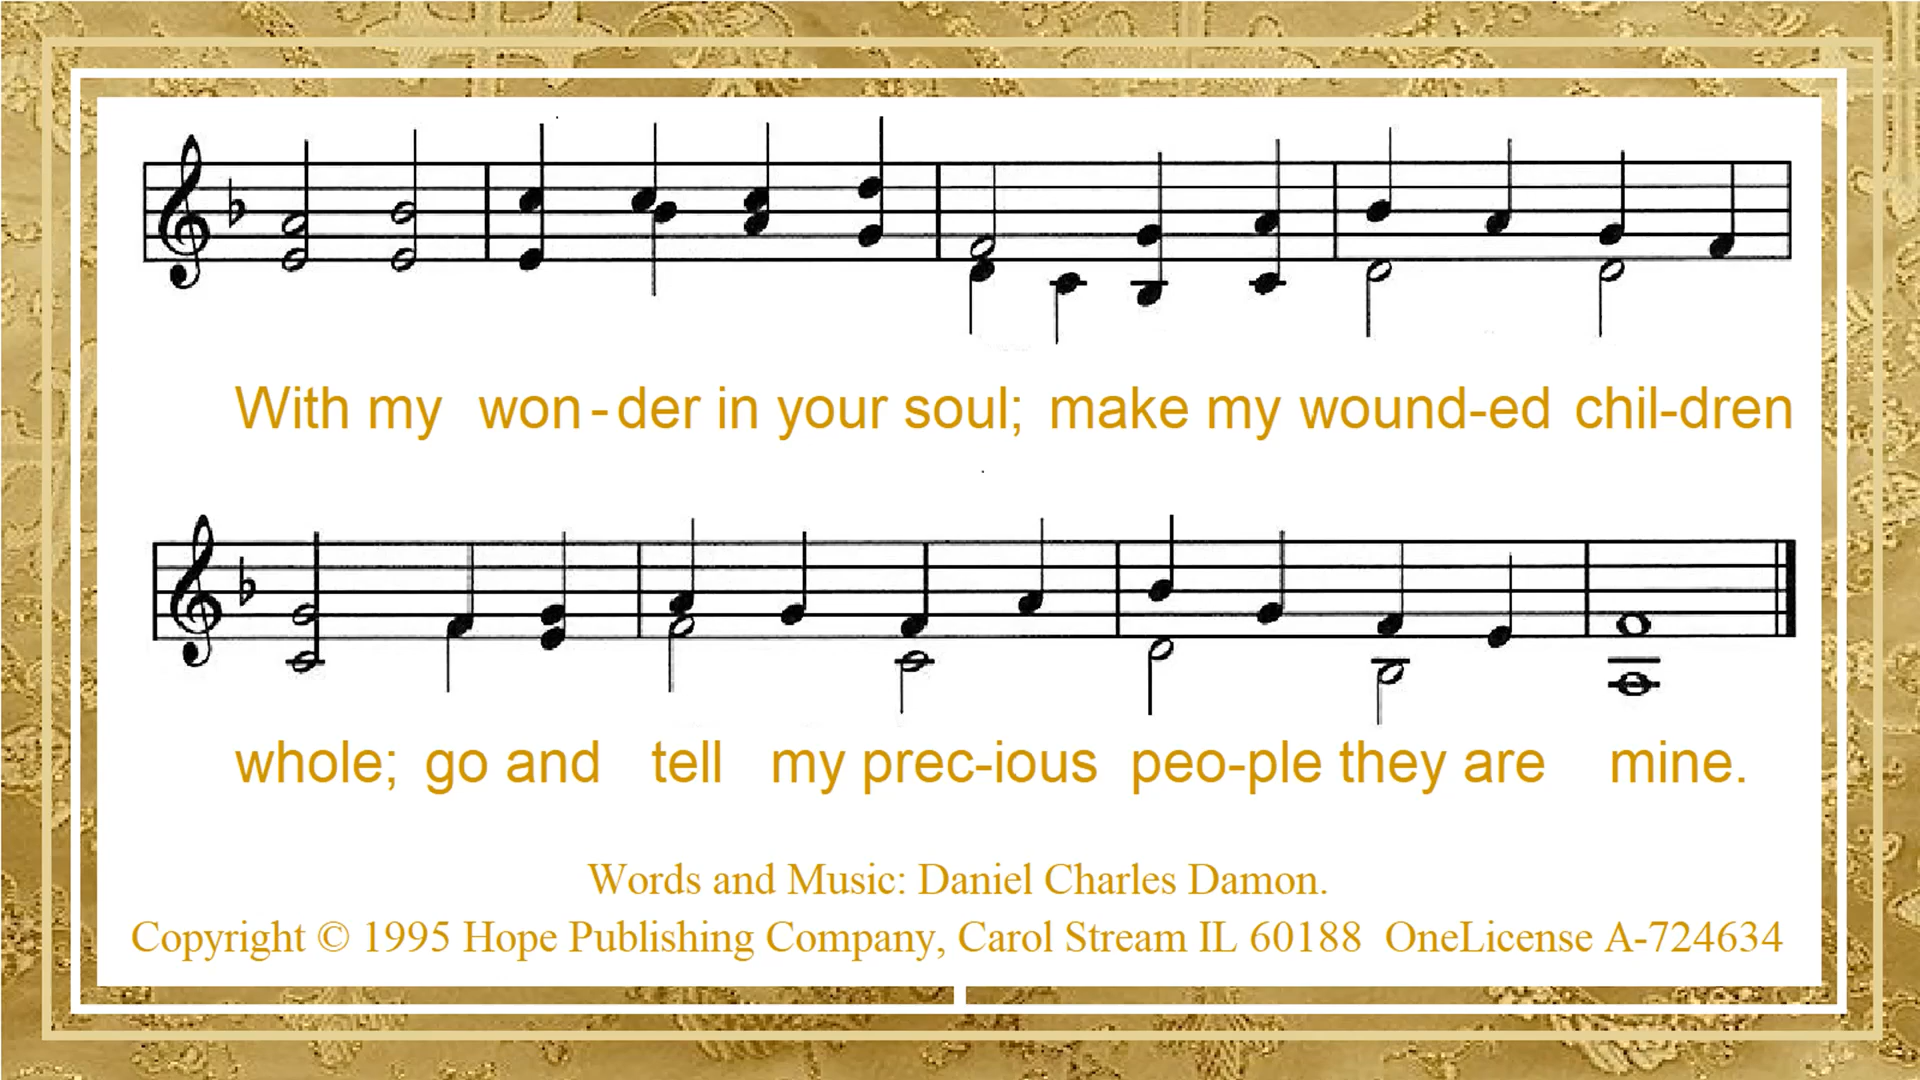 With my won-der in your soul; make my wound-ed chil-dren
whole; go and tell my prec-ious peo-ple they are mine.
Words and Music: Daniel Charles Damon.
Copyright © 1995 Hope Publishing Company, Carol Stream IL 60188 OneLicense A-724634